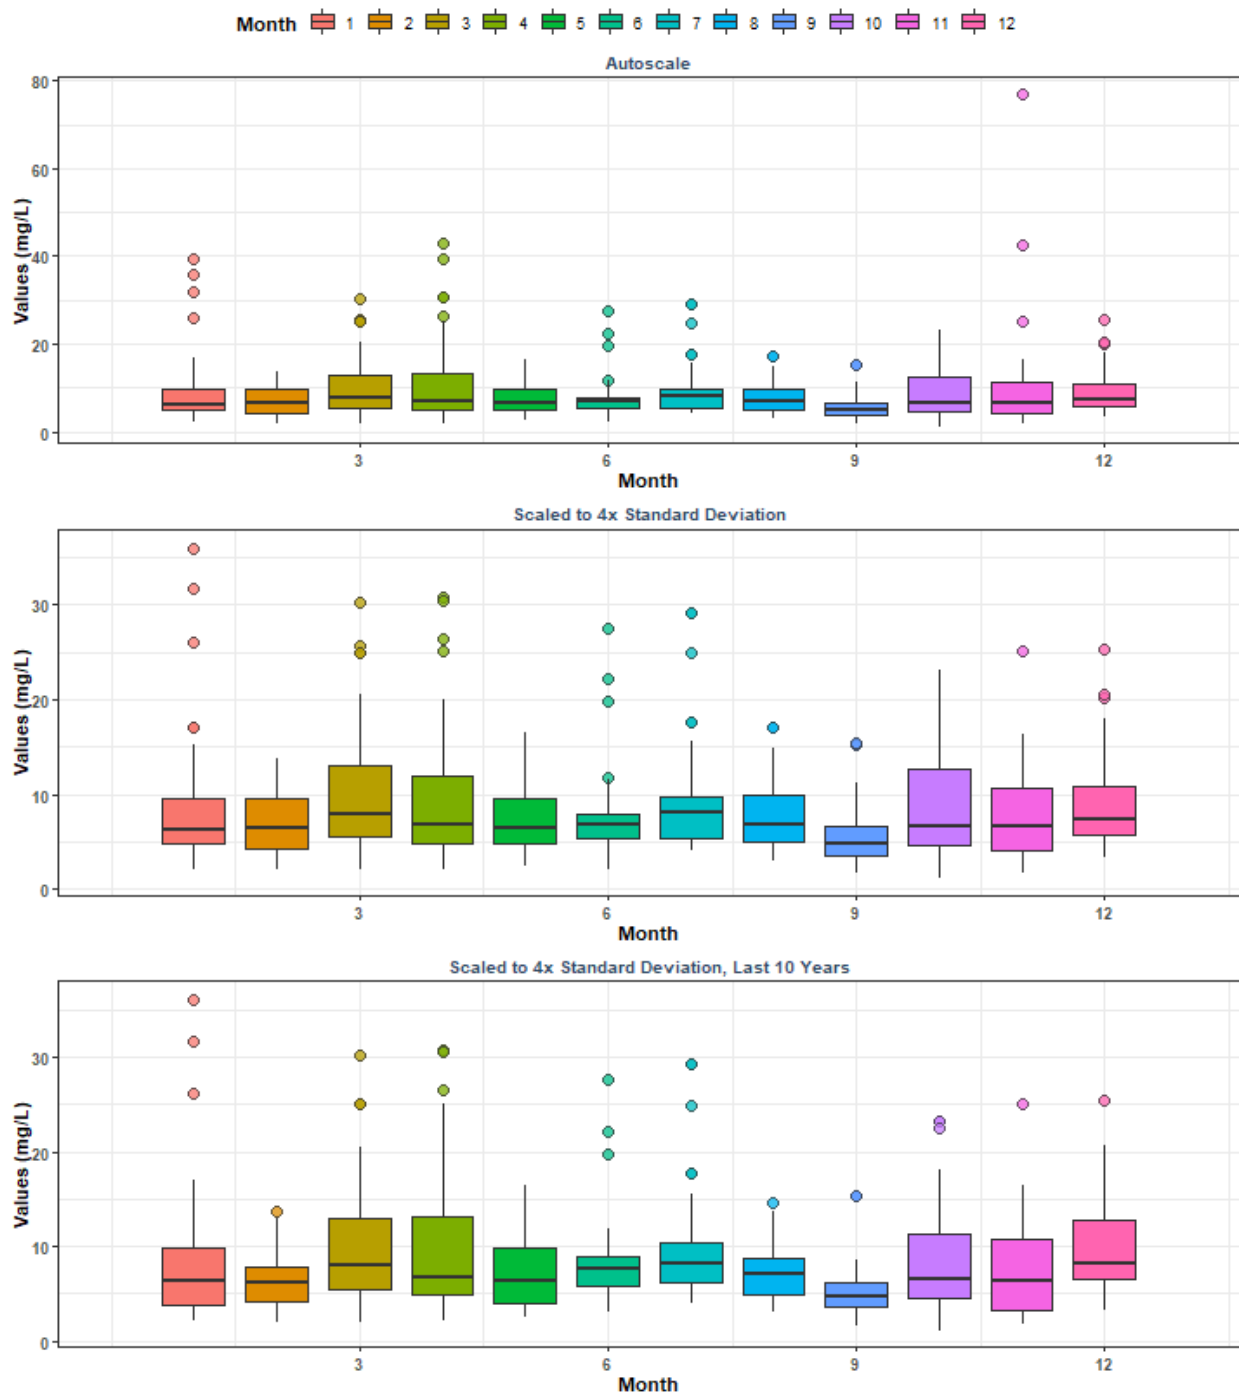 Month 1 2 3 4 5 6 7 8 9 10 11 12
Autoscale
Values (mg/L)
80
60
40
20
0
3 6 9 12
Month
Scaled to 4x Standard Deviation
Values (mg/L)
30
20
10
0
3 6 9 12
Month
Scaled to 4x Standard Deviation, Last 10 Years
Values (mg/L)
30
20
10
0
3 6 9 12
Month